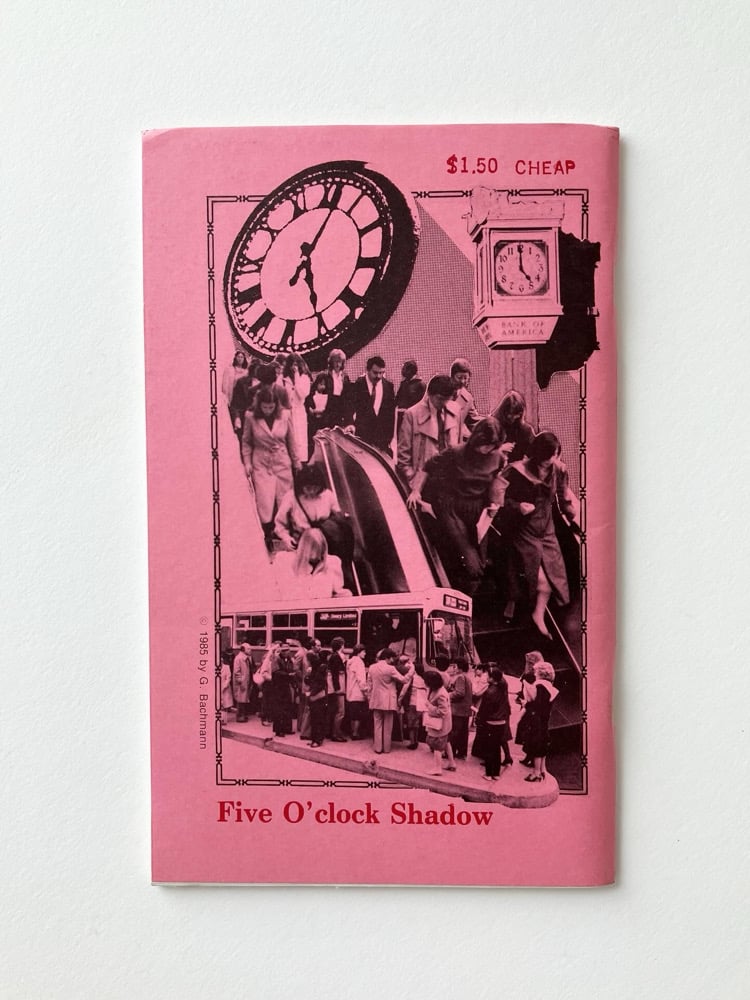 $1.50 CHEAP
BANK OF
AMERICA
© 1985 by G. Bachmann
Five O'clock Shadow